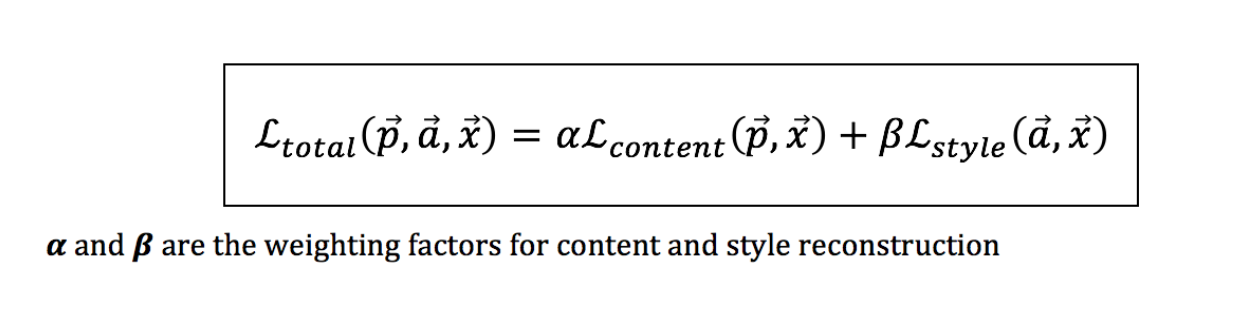 ℒ_total(p⃗, a⃗, x⃗) = αℒ_content(p⃗, x⃗) + βℒ_style(a⃗, x⃗)
α and β are the weighting factors for content and style reconstruction